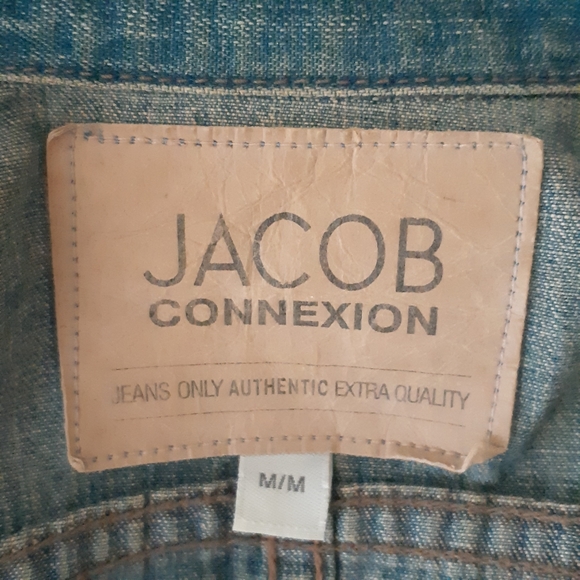 JACOB
CONNEXION
JEANS ONLY AUTHENTIC EXTRA QUALITY
M/M